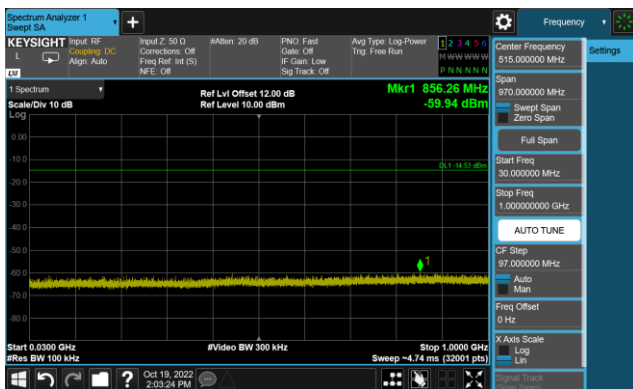 Spectrum Analyzer 1
Swept SA
Frequency
KEYSIGHT
L
Input: RF
Coupling: DC
Align: Auto
Input Z: 50 Ω
Corrections: Off
Freq Ref: Int (S)
NFE: Off
#Atten: 20 dB
PNO: Fast
Gate: Off
IF Gain: Low
Sig Track: Off
Avg Type: Log-Power
Trig: Free Run
1 2 3 4 5 6
M W W W W W
P N N N N N
Center Frequency
515.000000 MHz
Settings
Span
970.000000 MHz
Swept Span
Zero Span
Full Span
Start Freq
30.000000 MHz
Stop Freq
1.000000000 GHz
AUTO TUNE
CF Step
97.000000 MHz
Auto
Man
Freq Offset
0 Hz
X Axis Scale
Log
Lin
Signal Track
(Span Zoom)
1 Spectrum
Scale/Div 10 dB
Ref Lvl Offset 12.00 dB
Ref Level 10.00 dBm
Mkr1 856.26 MHz
-59.94 dBm
Log
0.00
-10.0
DL1 -14.53 dBm
-20.0
-30.0
-40.0
-50.0
1
-60.0
-70.0
-80.0
Start 0.0300 GHz
#Res BW 100 kHz
#Video BW 300 kHz
Stop 1.0000 GHz
Sweep ~4.74 ms (32001 pts)
?
Oct 19, 2022
2:03:24 PM